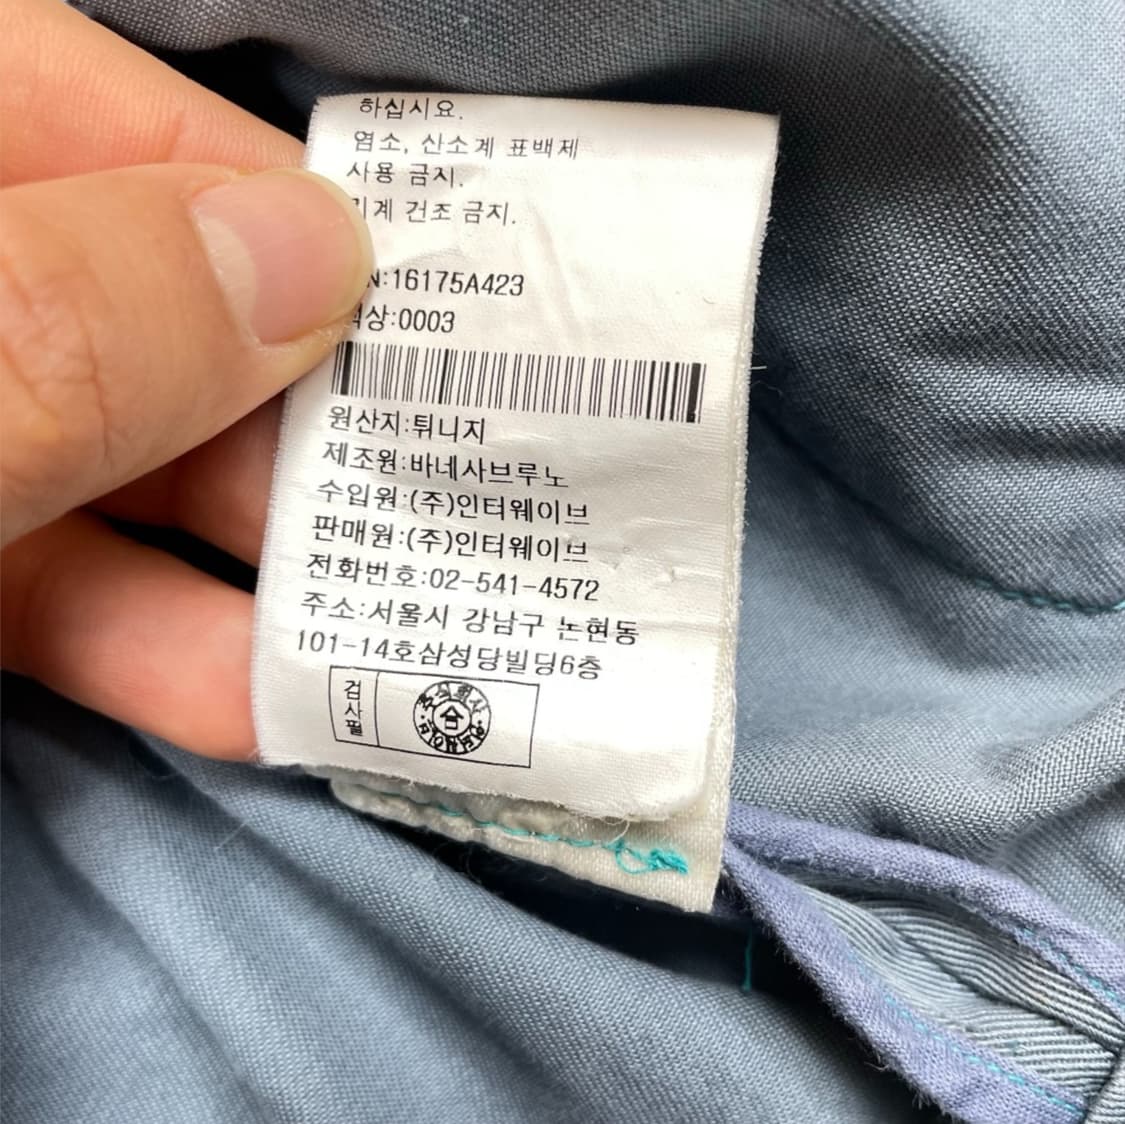 하십시요.
염소, 산소계 표백제
사용 금지.
기계 건조 금지.
N:16175A423
색상:0003
원산지:튀니지
제조원:바네사브루노
수입원:(주)인터웨이브
판매원:(주)인터웨이브
전화번호:02-541-4572
주소:서울시 강남구 논현동
101-14호삼성당빌딩6층
검사필